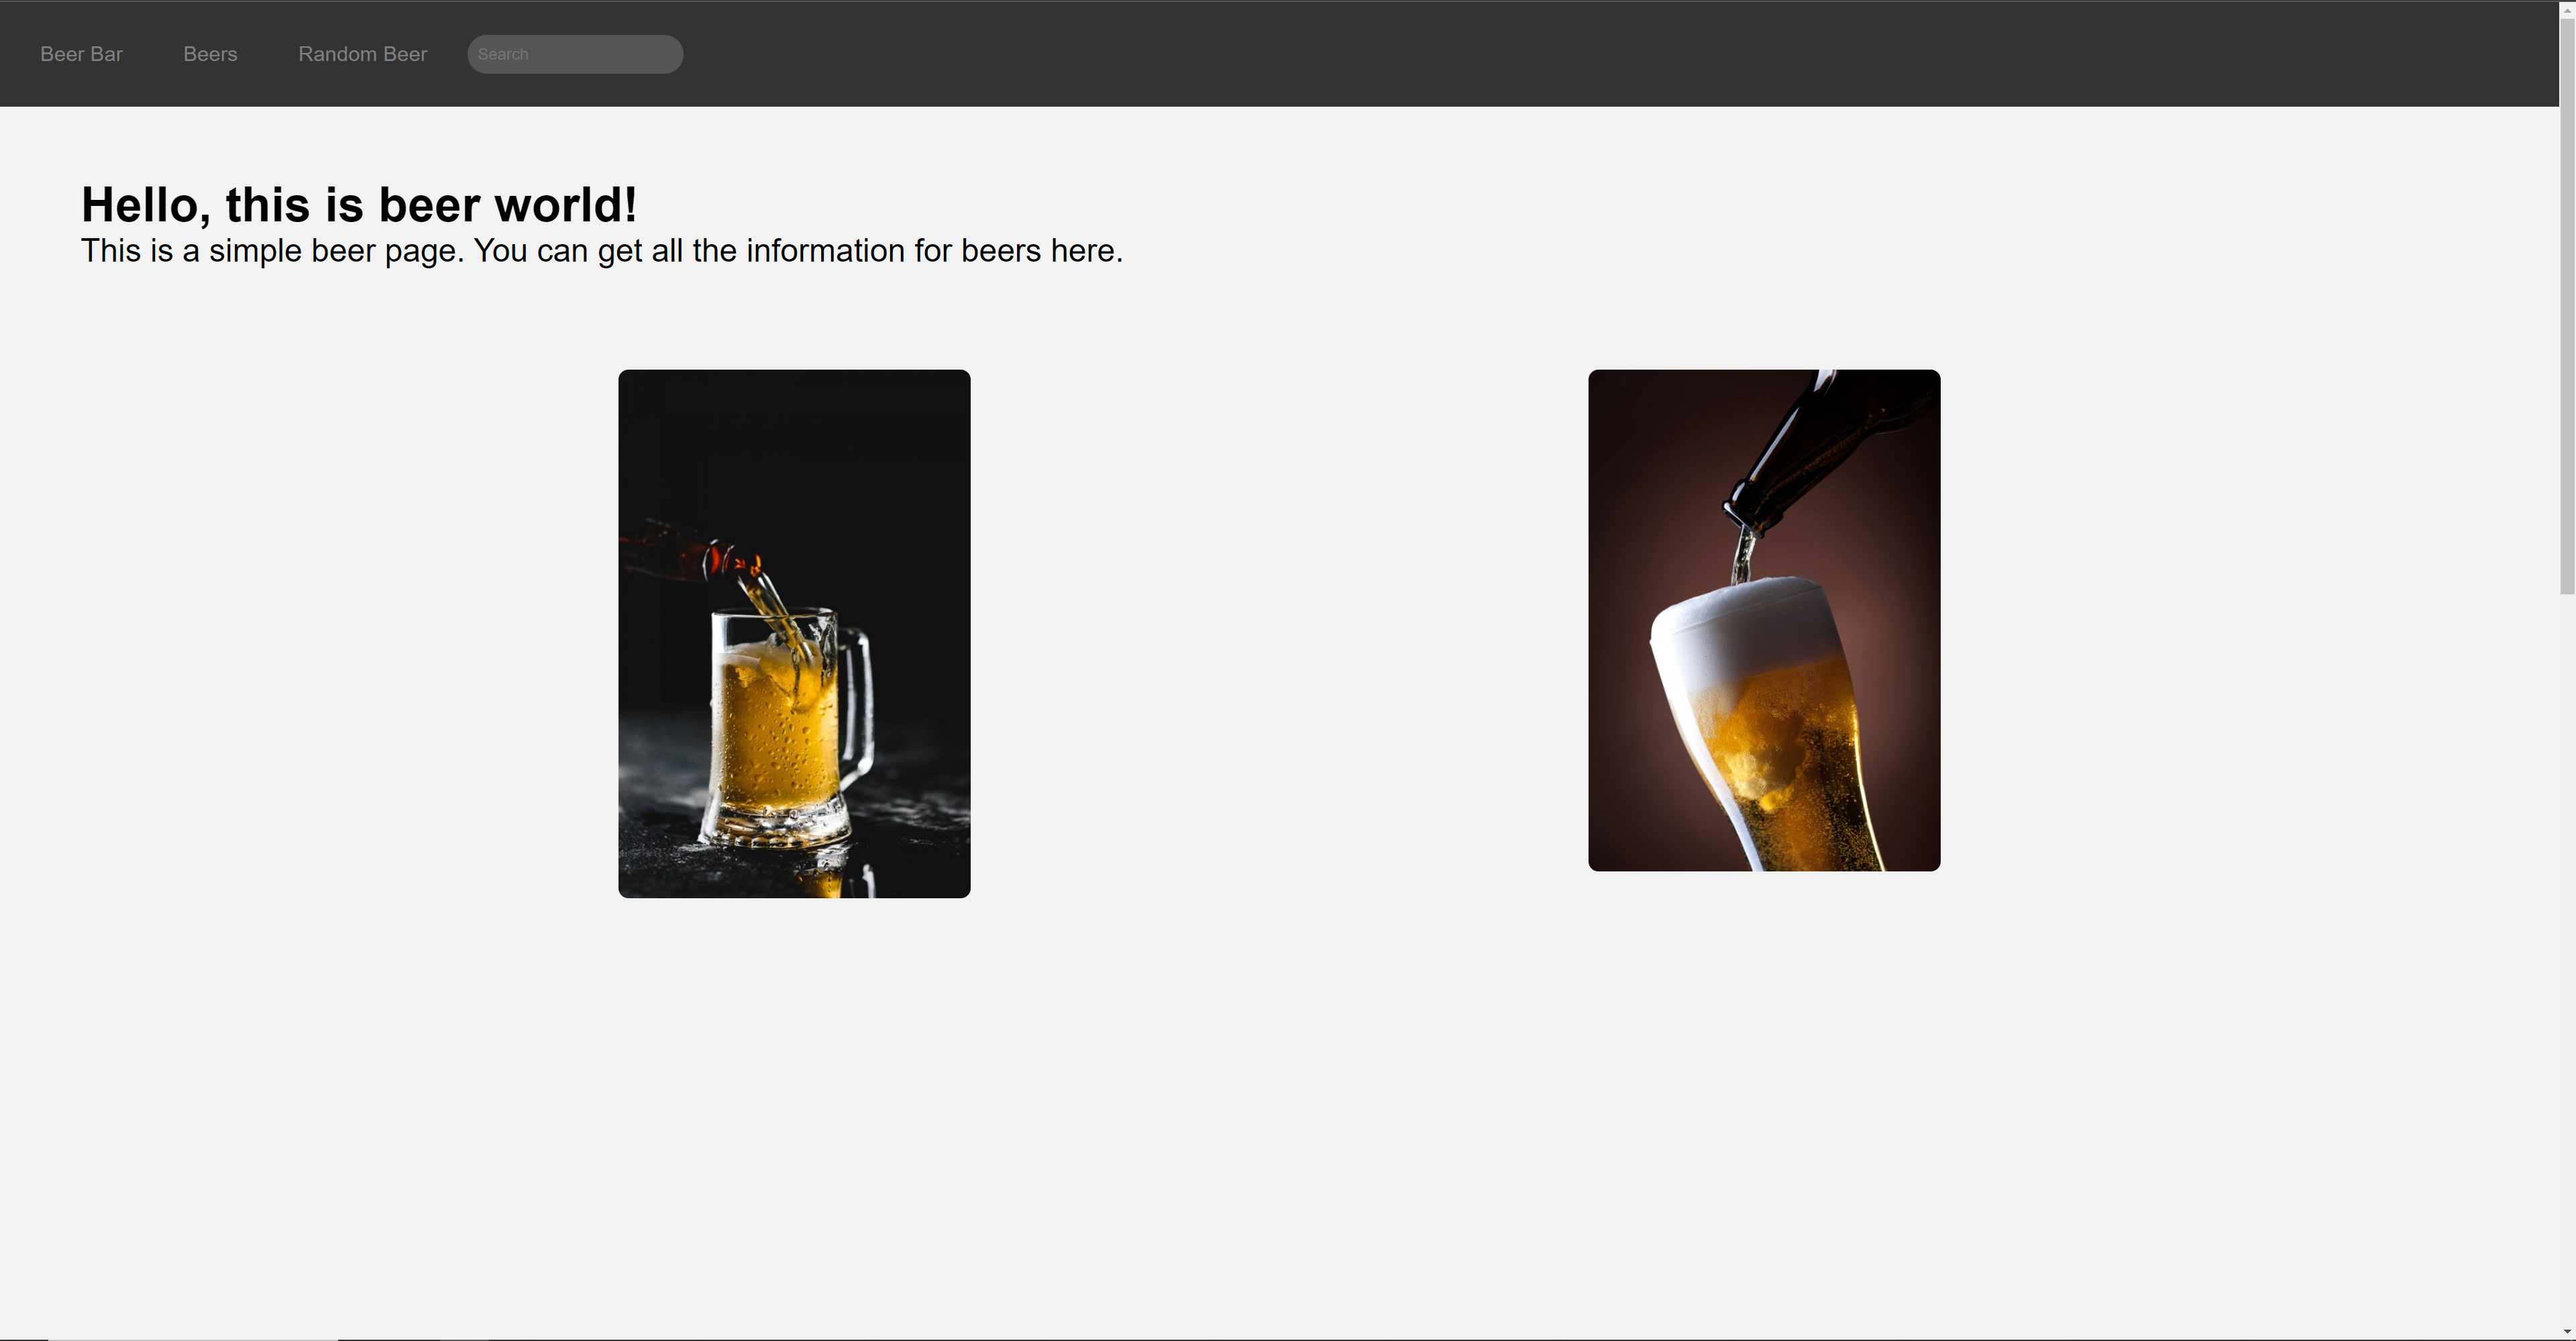 Beer Bar Beers Random Beer Search
Hello, this is beer world!
This is a simple beer page. You can get all the information for beers here.